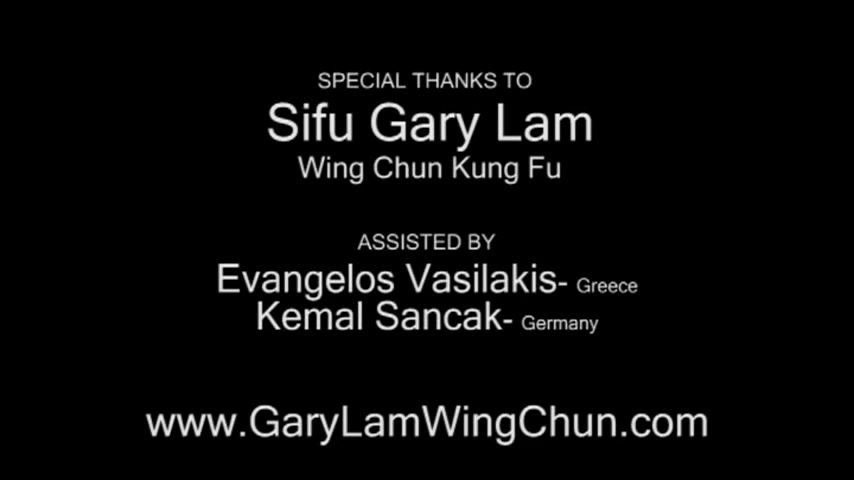 SPECIAL THANKS TO
Sifu Gary Lam
Wing Chun Kung Fu
ASSISTED BY
Evangelos Vasilakis- Greece
Kemal Sancak- Germany
www.GaryLamWingChun.com